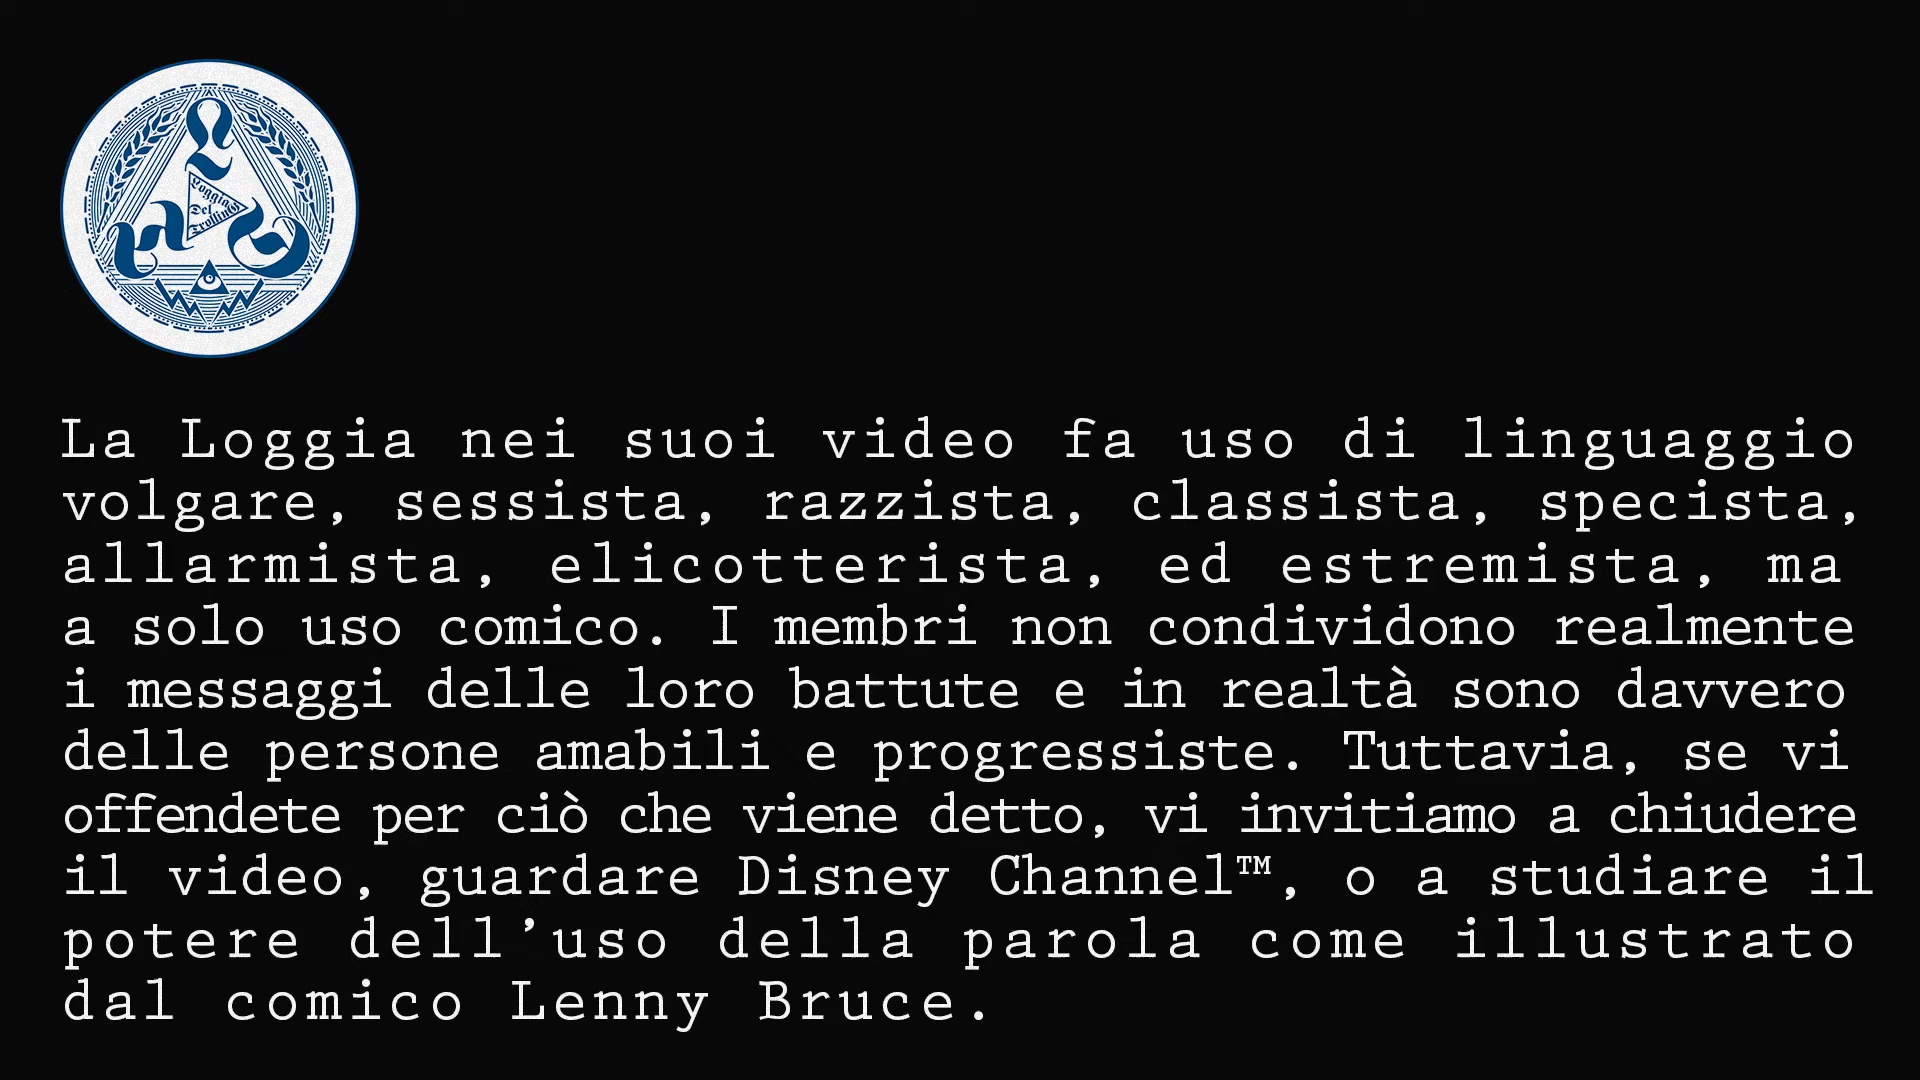 Loggia
Del
Trolling
La Loggia nei suoi video fa uso di linguaggio
volgare, sessista, razzista, classista, specista,
allarmista, elicotterista, ed estremista, ma
a solo uso comico. I membri non condividono realmente
i messaggi delle loro battute e in realtà sono davvero
delle persone amabili e progressiste. Tuttavia, se vi
offendete per ciò che viene detto, vi invitiamo a chiudere
il video, guardare Disney Channel™, o a studiare il
potere dell’uso della parola come illustrato
dal comico Lenny Bruce.